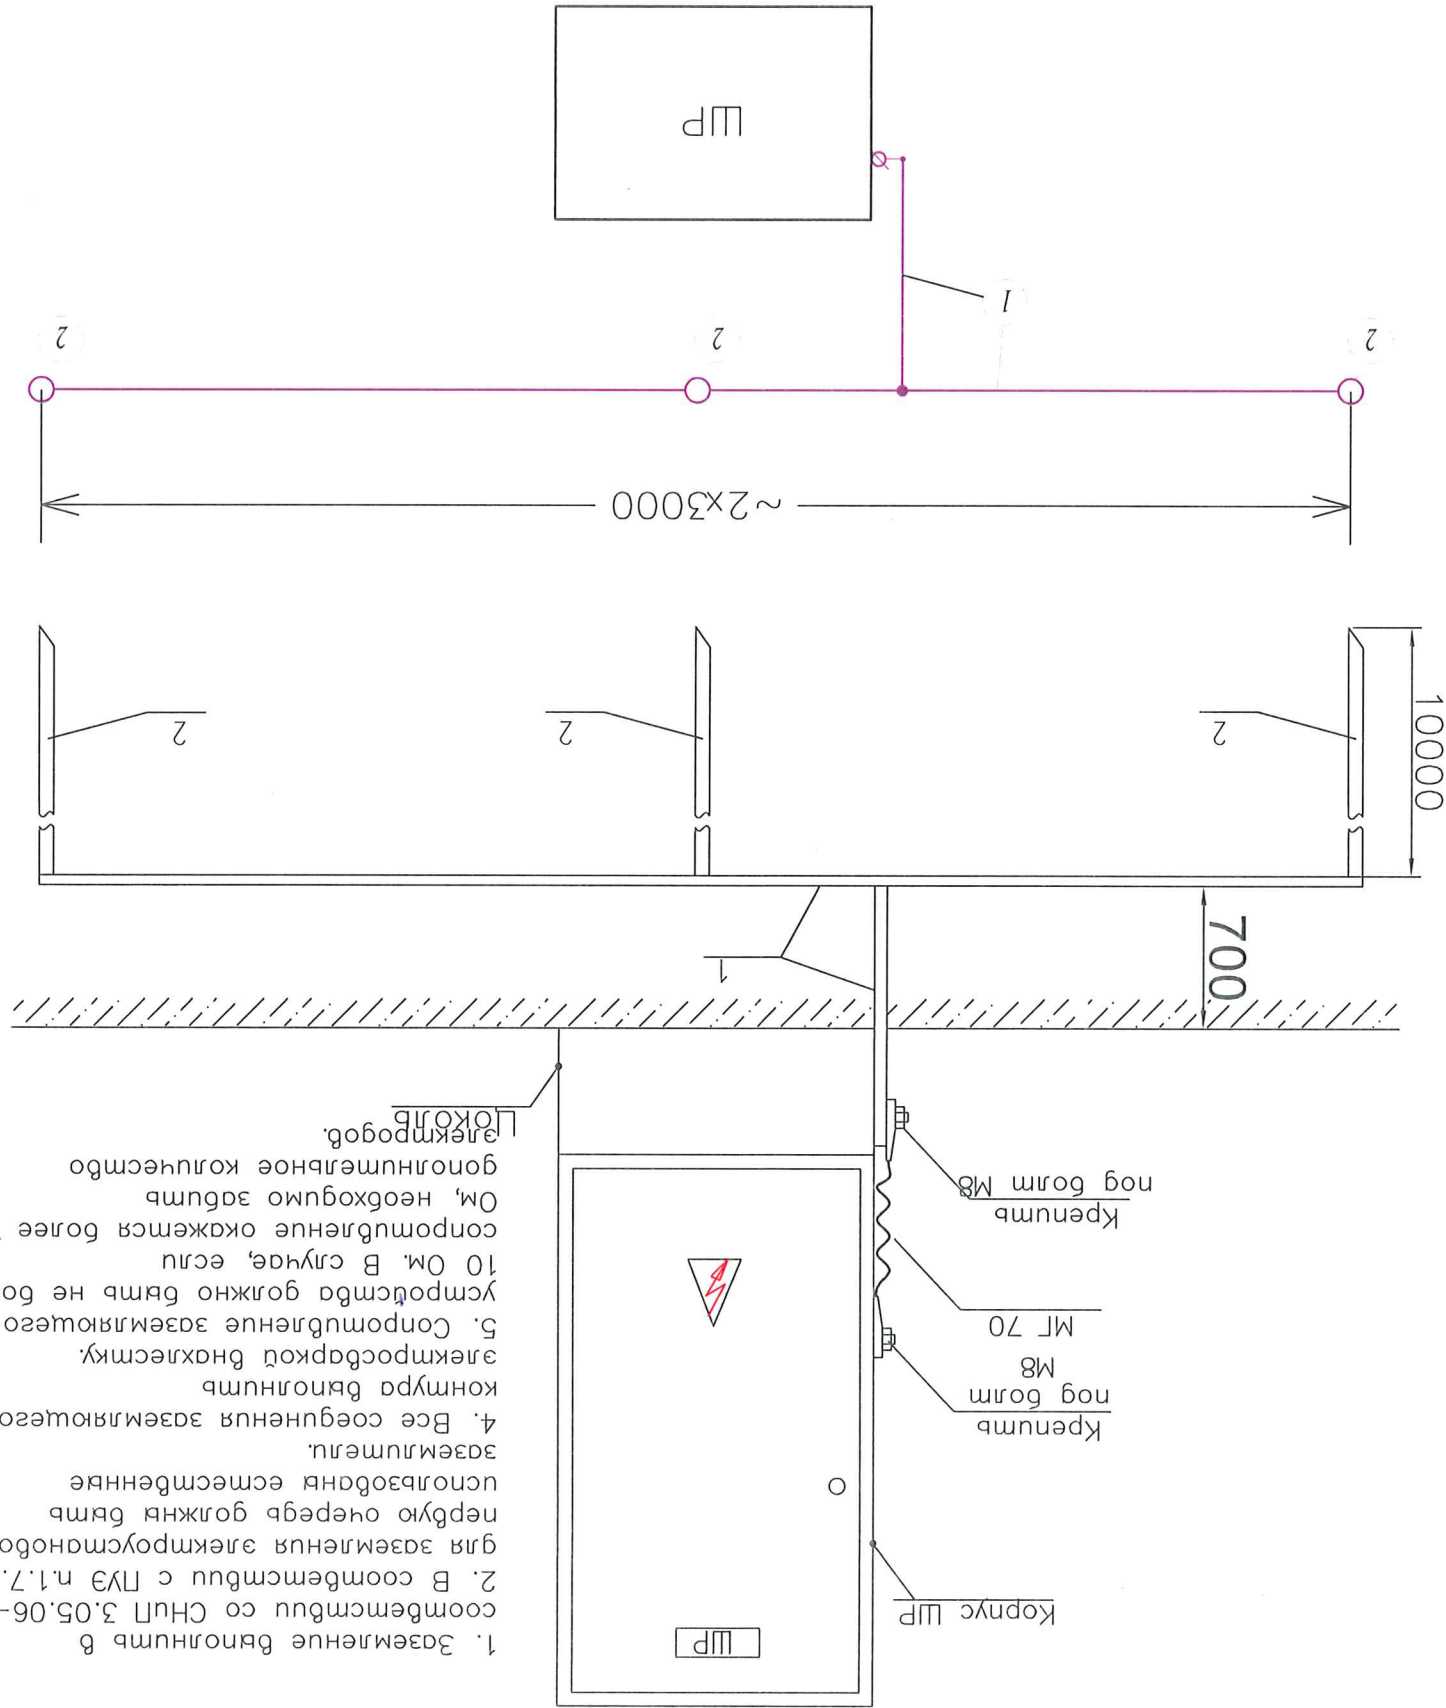 1. Заземление выполнить в
соответствии со СНиП 3.05.06-
2. В соответствии с ПУЭ п.1.7.
для заземления
первую очередь должны быть
использованы естественные
заземлители.
4. Все соединения
контура выполнить
электросваркой внахлестку.
5. Сопротивление заземляющего
устройства должно быть не
10 Ом. В случае, если
сопротивление окажется более
Ом, необходимо забить
дополнительное количество
электродов.
ШР
Корпус ШР
Крепить
под болт
М8
МГ 70
Крепить
под болт М8
Цоколь
700
1
10000
2
2
2
~2х3000
2
2
2
1
ШР